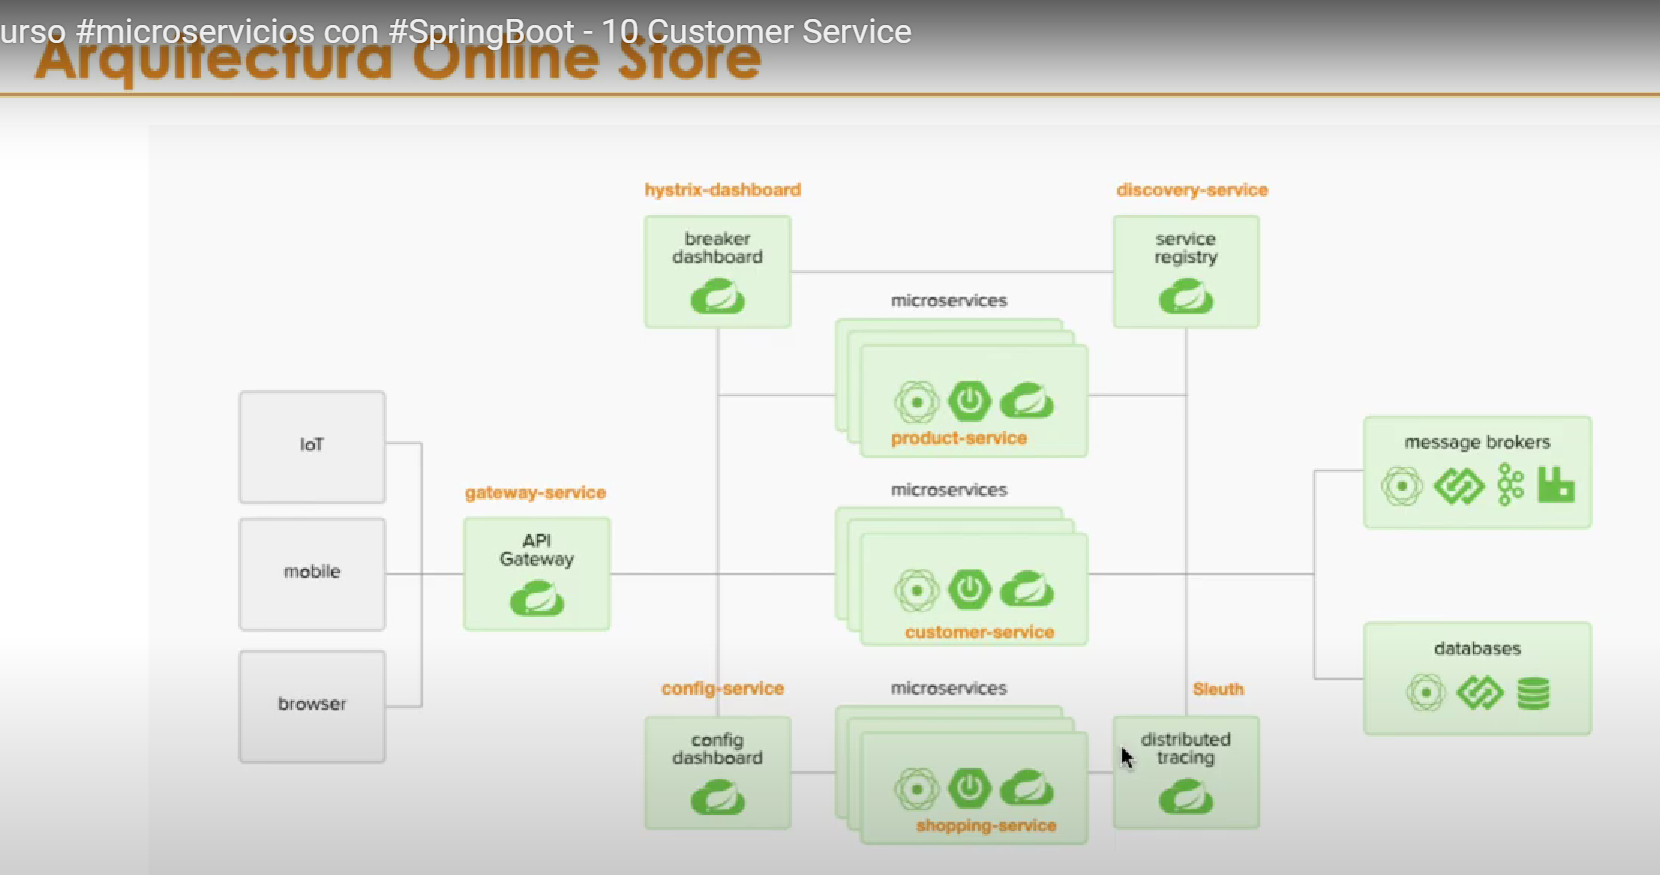 urso #microservicios con #SpringBoot - 10 Customer Service
Arquitectura Online Store
hystrix-dashboard
discovery-service
breaker
dashboard
service
registry
microservices
product-service
IoT
mobile
browser
gateway-service
API
Gateway
microservices
customer-service
message brokers
databases
config-service
microservices
Sleuth
config
dashboard
shopping-service
distributed
tracing